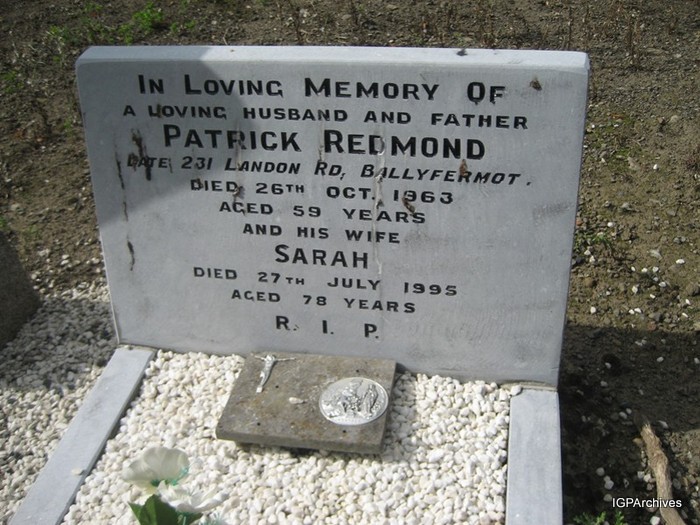 IN LOVING MEMORY OF
A LOVING HUSBAND AND FATHER
PATRICK REDMOND
LATE 231 LANDON RD, BALLYFERMOT.
DIED 26TH OCT. 1963
AGED 59 YEARS
AND HIS WIFE
SARAH
DIED 27TH JULY 1995
AGED 78 YEARS
R. I. P.
IGPArchives